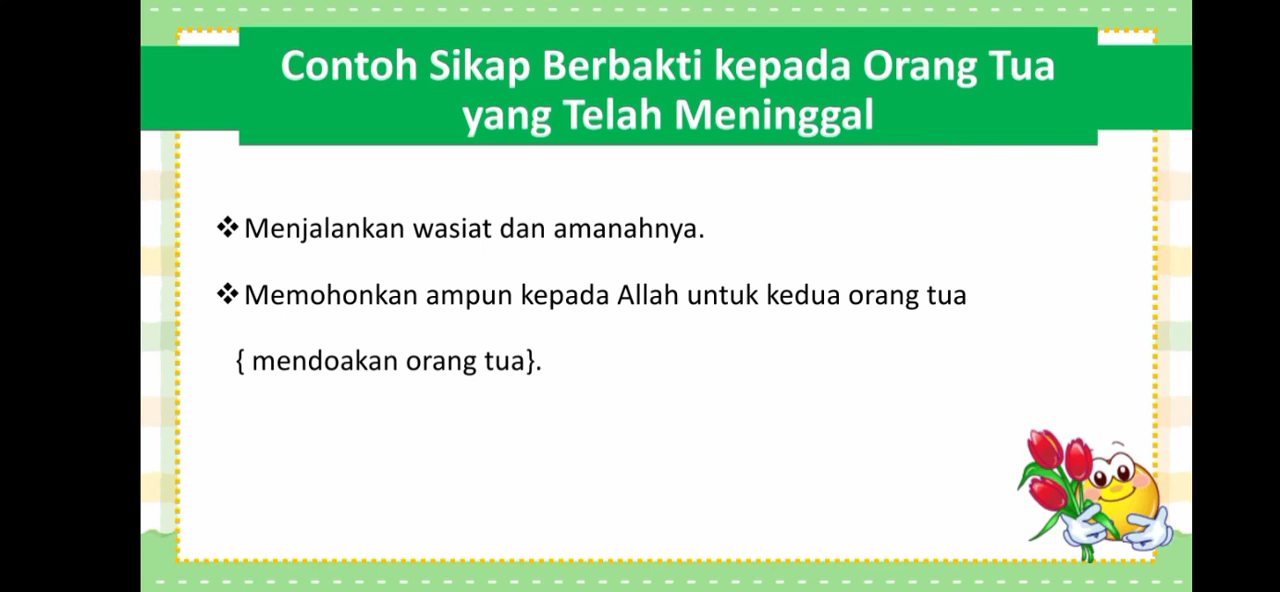 Contoh Sikap Berbakti kepada Orang Tua
yang Telah Meninggal
❖Menjalankan wasiat dan amanahnya.
❖Memohonkan ampun kepada Allah untuk kedua orang tua
{ mendoakan orang tua}.